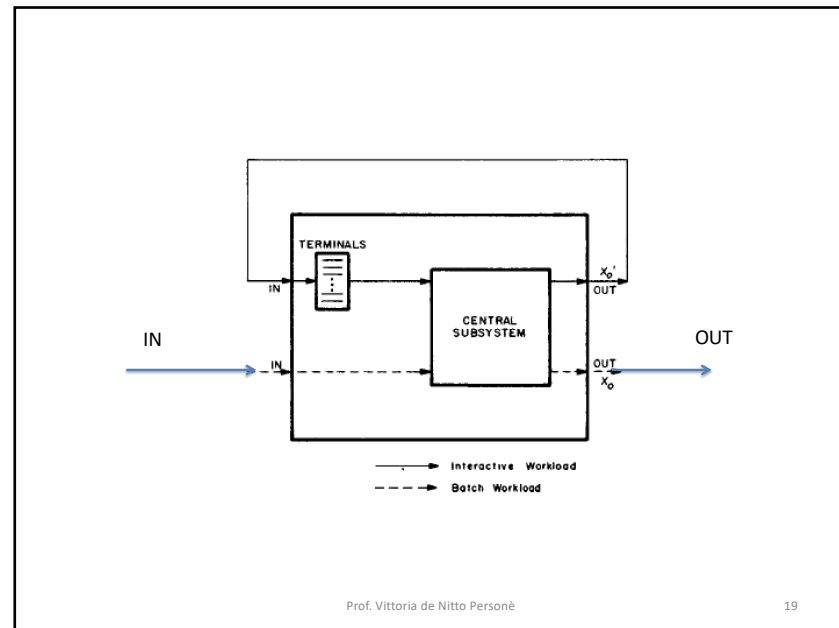 TERMINALS
IN
X₀'
OUT
CENTRAL
SUBSYSTEM
IN
OUT
IN
OUT
X₀
Interactive Workload
Batch Workload
Prof. Vittoria de Nitto Personè
19